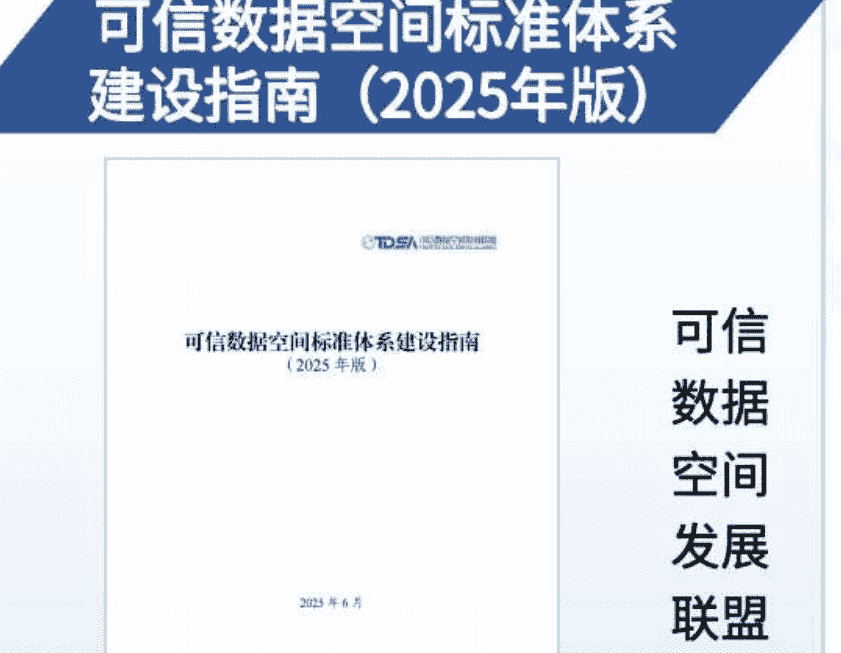 可信数据空间标准体系
建设指南（2025年版）
TDSA
可信数据空间标准体系建设指南
（2025 年版）
2025 年 6 月
可信
数据
空间
发展
联盟